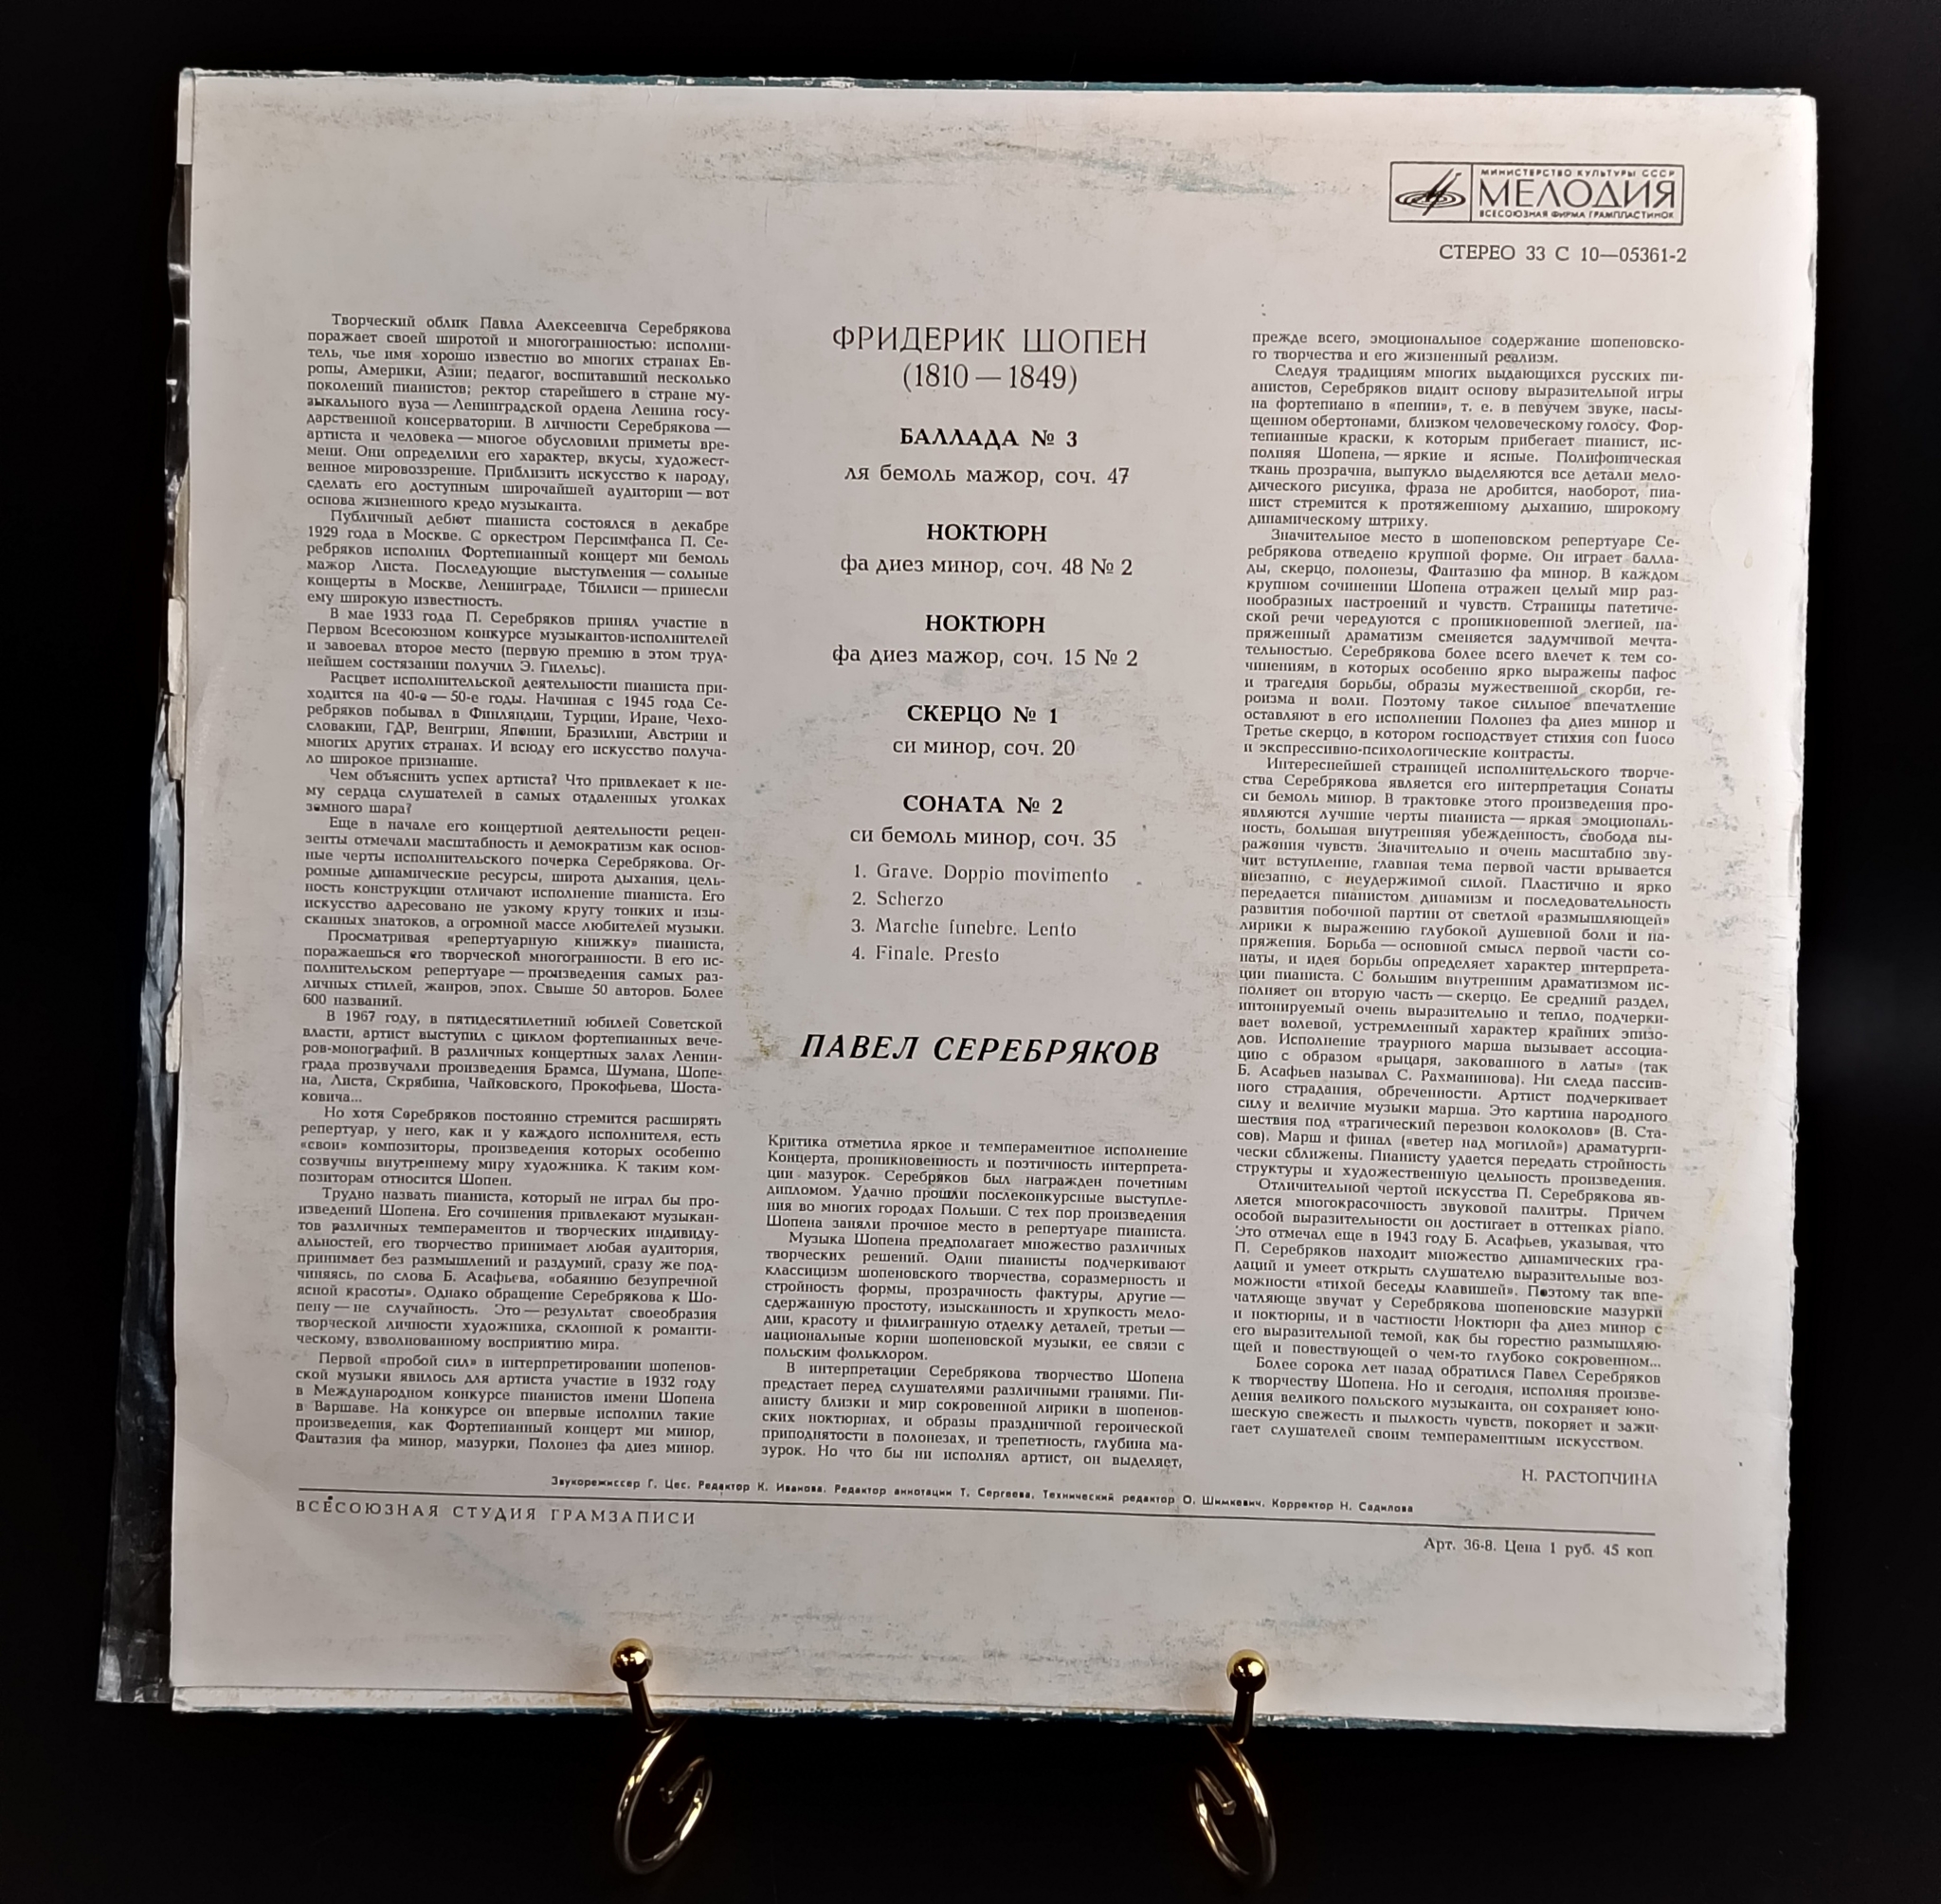 МИНИСТЕРСТВО КУЛЬТУРЫ СССР
МЕЛОДИЯ
ВСЕСОЮЗНАЯ ФИРМА ГРАМПЛАСТИНОК
СТЕРЕО 33 С 10—05361-2
Творческий облик Павла Алексеевича Серебрякова
поражает своей широтой и многогранностью: исполни-
тель, чье имя хорошо известно во многих странах Ев-
ропы, Америки, Азии; педагог, воспитавший несколько
поколений пианистов; ректор старейшего в стране му-
зыкального вуза — Ленинградской ордена Ленина госу-
дарственной консерватории. В личности Серебрякова —
артиста и человека — многое обусловили приметы вре-
мени. Они определили его характер, вкусы, художест-
венное мировоззрение. Приблизить искусство к народу,
сделать его доступным широчайшей аудитории — вот
основа жизненного кредо музыканта.
Публичный дебют пианиста состоялся в декабре
1929 года в Москве. С оркестром Персимфанса П. Се-
ребряков исполнил Фортепианный концерт ми бемоль
мажор Листа. Последующие выступления — сольные
концерты в Москве, Ленинграде, Тбилиси — принесли
ему широкую известность.
В мае 1933 года П. Серебряков принял участие в
Первом Всесоюзном конкурсе музыкантов-исполнителей
и завоевал второе место (первую премию в этом труд-
нейшем состязании получил Э. Гилельс).
Расцвет исполнительской деятельности пианиста при-
ходится на 40-е — 50-е годы. Начиная с 1945 года Се-
ребряков побывал в Финляндии, Турции, Иране, Чехо-
словакии, ГДР, Венгрии, Японии, Бразилии, Австрии и
многих других странах. И всюду его искусство получа-
ло широкое признание.
Чем объяснить успех артиста? Что привлекает к не-
му сердца слушателей в самых отдаленных уголках
земного шара?
Еще в начале его концертной деятельности рецен-
зенты отмечали масштабность и демократизм как основ-
ные черты исполнительского почерка Серебрякова. Ог-
ромные динамические ресурсы, широта дыхания, цель-
ность конструкции отличают исполнение пианиста. Его
искусство адресовано не узкому кругу тонких и изы-
сканных знатоков, а огромной массе любителей музыки.
Просматривая «репертуарную книжку» пианиста,
поражаешься его творческой многогранности. В его ис-
полнительском репертуаре — произведения самых раз-
личных стилей, жанров, эпох. Свыше 50 авторов. Более
600 названий.
В 1967 году, в пятидесятилетний юбилей Советской
власти, артист выступил с циклом фортепианных вече-
ров-монографий. В различных концертных залах Ленин-
града прозвучали произведения Брамса, Шумана, Шопе-
на, Листа, Скрябина, Чайковского, Прокофьева, Шоста-
ковича...
Но хотя Серебряков постоянно стремится расширять
репертуар, у него, как и у каждого исполнителя, есть
«свои» композиторы, произведения которых особенно
созвучны внутреннему миру художника. К таким ком-
позиторам относится Шопен.
Трудно назвать пианиста, который не играл бы про-
изведений Шопена. Его сочинения привлекают музыкан-
тов различных темпераментов и творческих индивиду-
альностей, его творчество принимает любая аудитория,
принимает без размышлений и раздумий, сразу же под-
чиняясь, по слова Б. Асафьева, «обаянию безупречной
ясной красоты». Однако обращение Серебрякова к Шо-
пену — не случайность. Это — результат своеобразия
творческой личности художника, склонной к романти-
ческому, взволнованному восприятию мира.
Первой «пробой сил» в интерпретировании шопенов-
ской музыки явилось для артиста участие в 1932 году
в Международном конкурсе пианистов имени Шопена
в Варшаве. На конкурсе он впервые исполнил такие
произведения, как Фортепианный концерт ми минор,
Фантазия фа минор, мазурки, Полонез фа диез минор.
ФРИДЕРИК ШОПЕН
(1810 — 1849)
БАЛЛАДА № 3
ля бемоль мажор, соч. 47
НОКТЮРН
фа диез минор, соч. 48 № 2
НОКТЮРН
фа диез мажор, соч. 15 № 2
СКЕРЦО № 1
си минор, соч. 20
СОНАТА № 2
си бемоль минор, соч. 35
1. Grave. Doppio movimento
2. Scherzo
3. Marche funebre. Lento
4. Finale. Presto
ПАВЕЛ СЕРЕБРЯКОВ
Критика отметила яркое и темпераментное исполнение
Концерта, проникновенность и поэтичность интерпрета-
ции мазурок. Серебряков был награжден почетным
дипломом. Удачно прошли послеконкурсные выступле-
ния во многих городах Польши. С тех пор произведения
Шопена заняли прочное место в репертуаре пианиста.
Музыка Шопена предполагает множество различных
творческих решений. Одни пианисты подчеркивают
классицизм шопеновского творчества, соразмерность и
стройность формы, прозрачность фактуры, другие —
сдержанную простоту, изысканность и хрупкость мело-
дии, красоту и филигранную отделку деталей, третьи —
национальные корни шопеновской музыки, ее связи с
польским фольклором.
В интерпретации Серебрякова творчество Шопена
предстает перед слушателями различными гранями. Пи-
анисту близки и мир сокровенной лирики в шопенов-
ских ноктюрнах, и образы праздничной героической
приподнятости в полонезах, и трепетность, глубина ма-
зурок. Но что бы ни исполнял артист, он выделяет,
прежде всего, эмоциональное содержание шопеновско-
го творчества и его жизненный реализм.
Следуя традициям многих выдающихся русских пи-
анистов, Серебряков видит основу выразительной игры
на фортепиано в «пении», т. е. в певучем звуке, насы-
щенном обертонами, близком человеческому голосу. Фор-
тепианные краски, к которым прибегает пианист, ис-
полняя Шопена, — яркие и ясные. Полифоническая
ткань прозрачна, выпукло выделяются все детали мело-
дического рисунка, фраза не дробится, наоборот, пиа-
нист стремится к протяженному дыханию, широкому
динамическому штриху.
Значительное место в шопеновском репертуаре Се-
ребрякова отведено крупной форме. Он играет балла-
ды, скерцо, полонезы, Фантазию фа минор. В каждом
крупном сочинении Шопена отражен целый мир раз-
нообразных настроений и чувств. Страницы патетиче-
ской речи чередуются с проникновенной элегией, на-
пряженный драматизм сменяется задумчивой мечта-
тельностью. Серебрякова более всего влечет к тем со-
чинениям, в которых особенно ярко выражены пафос
и трагедия борьбы, образы мужественной скорби, ге-
роизма и воли. Поэтому такое сильное впечатление
оставляют в его исполнении Полонез фа диез минор и
Третье скерцо, в котором господствует стихия con fuoco
и экспрессивно-психологические контрасты.
Интереснейшей страницей исполнительского творче-
ства Серебрякова является его интерпретация Сонаты
си бемоль минор. В трактовке этого произведения про-
являются лучшие черты пианиста — яркая эмоциональ-
ность, большая внутренняя убежденность, свобода вы-
ражения чувств. Значительно и очень масштабно зву-
чит вступление, главная тема первой части врывается
внезапно, с неудержимой силой. Пластично и ярко
передается пианистом динамизм и последовательность
развития побочной партии от светлой «размышляющей»
лирики к выражению глубокой душевной боли и на-
пряжения. Борьба — основной смысл первой части со-
наты, и идея борьбы определяет характер интерпрета-
ции пианиста. С большим внутренним драматизмом ис-
полняет он вторую часть — скерцо. Ее средний раздел,
интонируемый очень выразительно и тепло, подчерки-
вает волевой, устремленный характер крайних эпизо-
дов. Исполнение траурного марша вызывает ассоциа-
цию с образом «рыцаря, закованного в латы» (так
Б. Асафьев называл С. Рахманинова). Ни следа пассив-
ного страдания, обреченности. Артист подчеркивает
силу и величие музыки марша. Это картина народного
шествия под «трагический перезвон колоколов» (В. Ста-
сов). Марш и финал («ветер над могилой») драматурги-
чески сближены. Пианисту удается передать стройность
структуры и художественную цельность произведения.
Отличительной чертой искусства П. Серебрякова яв-
ляется многокрасочность звуковой палитры. Причем
особой выразительности он достигает в оттенках piano.
Это отмечал еще в 1943 году Б. Асафьев, указывая, что
П. Серебряков находит множество динамических гра-
даций и умеет открыть слушателю выразительные воз-
можности «тихой беседы клавишей». Поэтому так впе-
чатляюще звучат у Серебрякова шопеновские мазурки
и ноктюрны, и в частности Ноктюрн фа диез минор с
его выразительной темой, как бы горестно размышляю-
щей и повествующей о чем-то глубоко сокровенном...
Более сорока лет назад обратился Павел Серебряков
к творчеству Шопена. Но и сегодня, исполняя произве-
дения великого польского музыканта, он сохраняет юно-
шескую свежесть и пылкость чувств, покоряет и зажи-
гает слушателей своим темпераментным искусством.
Н. РАСТОПЧИНА
Звукорежиссер Г. Цес. Редактор К. Иванова. Редактор аннотации Т. Сергеева. Технический редактор О. Шимкевич. Корректор Н. Садилова
ВСЕСОЮЗНАЯ СТУДИЯ ГРАМЗАПИСИ
Арт. 36-8. Цена 1 руб. 45 коп